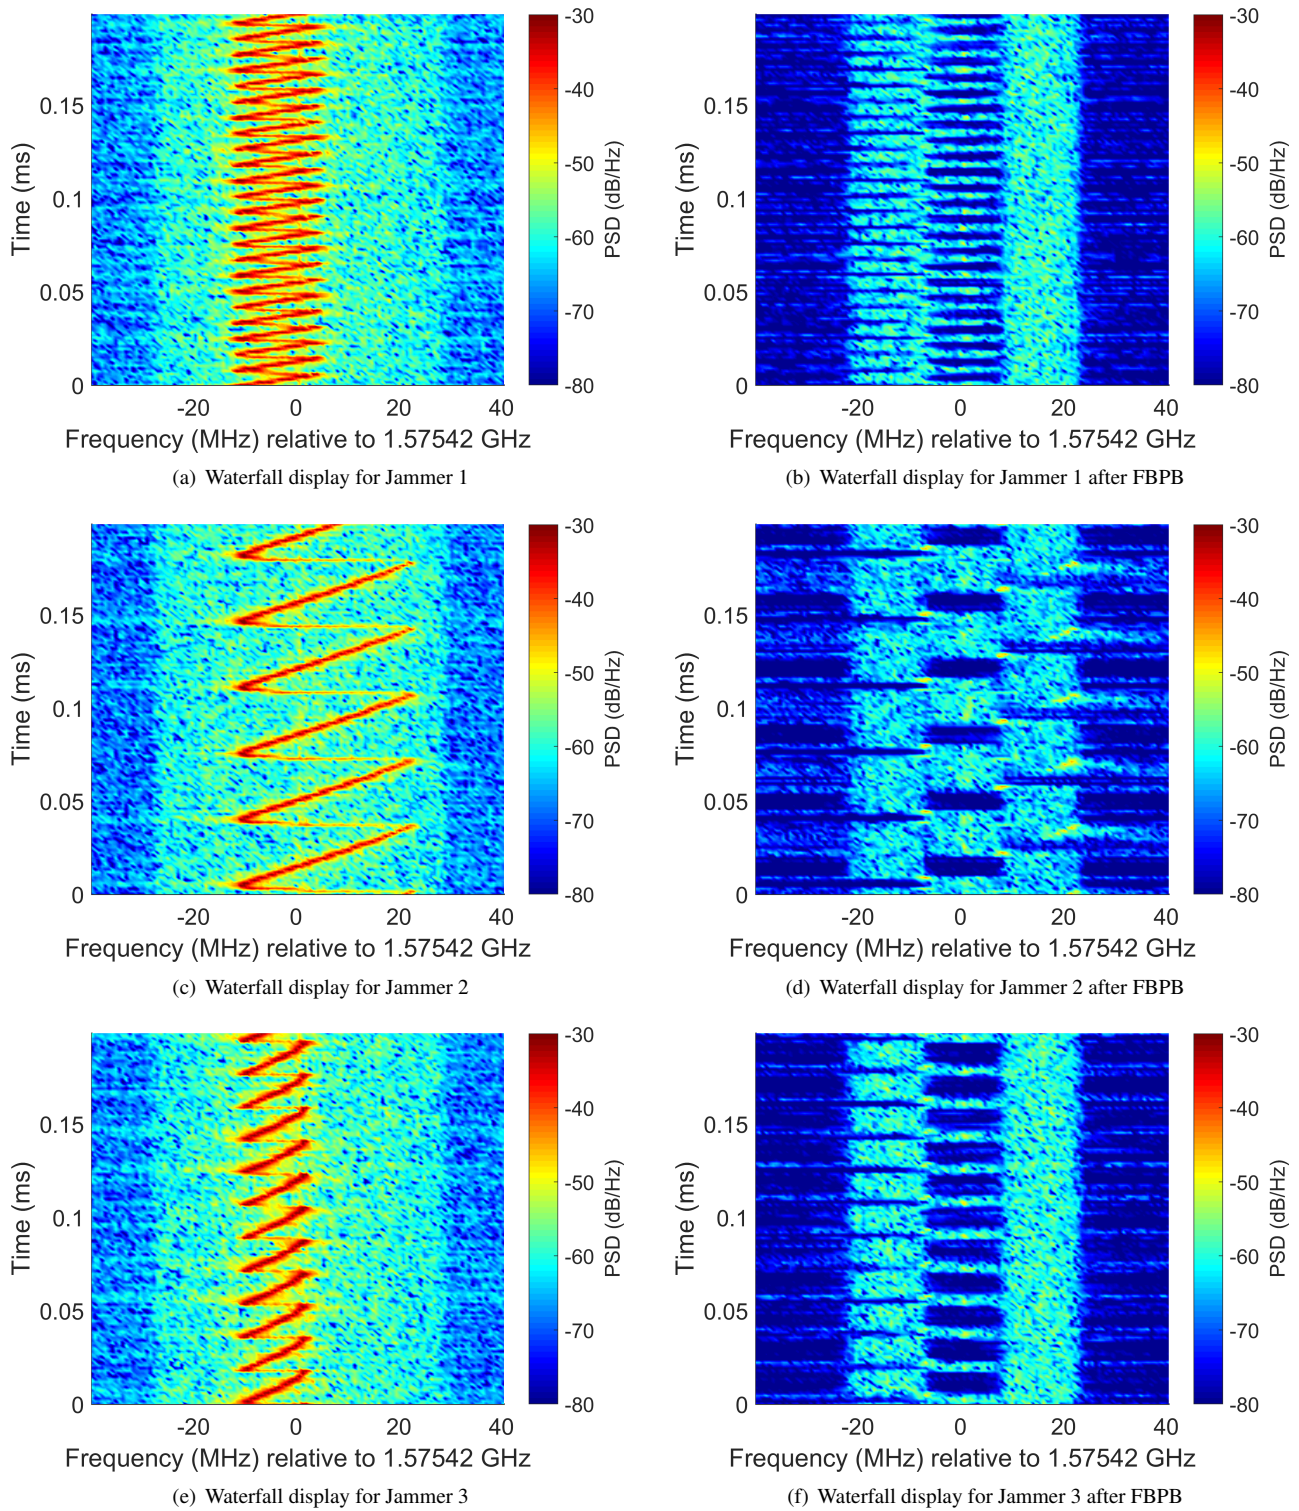 -30
-40
-50
-60
-70
-80
PSD (dB/Hz)
0.15
0.1
0.05
0
Time (ms)
-20 0 20 40
Frequency (MHz) relative to 1.57542 GHz
(a) Waterfall display for Jammer 1
-30
-40
-50
-60
-70
-80
PSD (dB/Hz)
0.15
0.1
0.05
0
Time (ms)
-20 0 20 40
Frequency (MHz) relative to 1.57542 GHz
(b) Waterfall display for Jammer 1 after FBPB
-30
-40
-50
-60
-70
-80
PSD (dB/Hz)
0.15
0.1
0.05
0
Time (ms)
-20 0 20 40
Frequency (MHz) relative to 1.57542 GHz
(c) Waterfall display for Jammer 2
-30
-40
-50
-60
-70
-80
PSD (dB/Hz)
0.15
0.1
0.05
0
Time (ms)
-20 0 20 40
Frequency (MHz) relative to 1.57542 GHz
(d) Waterfall display for Jammer 2 after FBPB
-30
-40
-50
-60
-70
-80
PSD (dB/Hz)
0.15
0.1
0.05
0
Time (ms)
-20 0 20 40
Frequency (MHz) relative to 1.57542 GHz
(e) Waterfall display for Jammer 3
-30
-40
-50
-60
-70
-80
PSD (dB/Hz)
0.15
0.1
0.05
0
Time (ms)
-20 0 20 40
Frequency (MHz) relative to 1.57542 GHz
(f) Waterfall display for Jammer 3 after FBPB